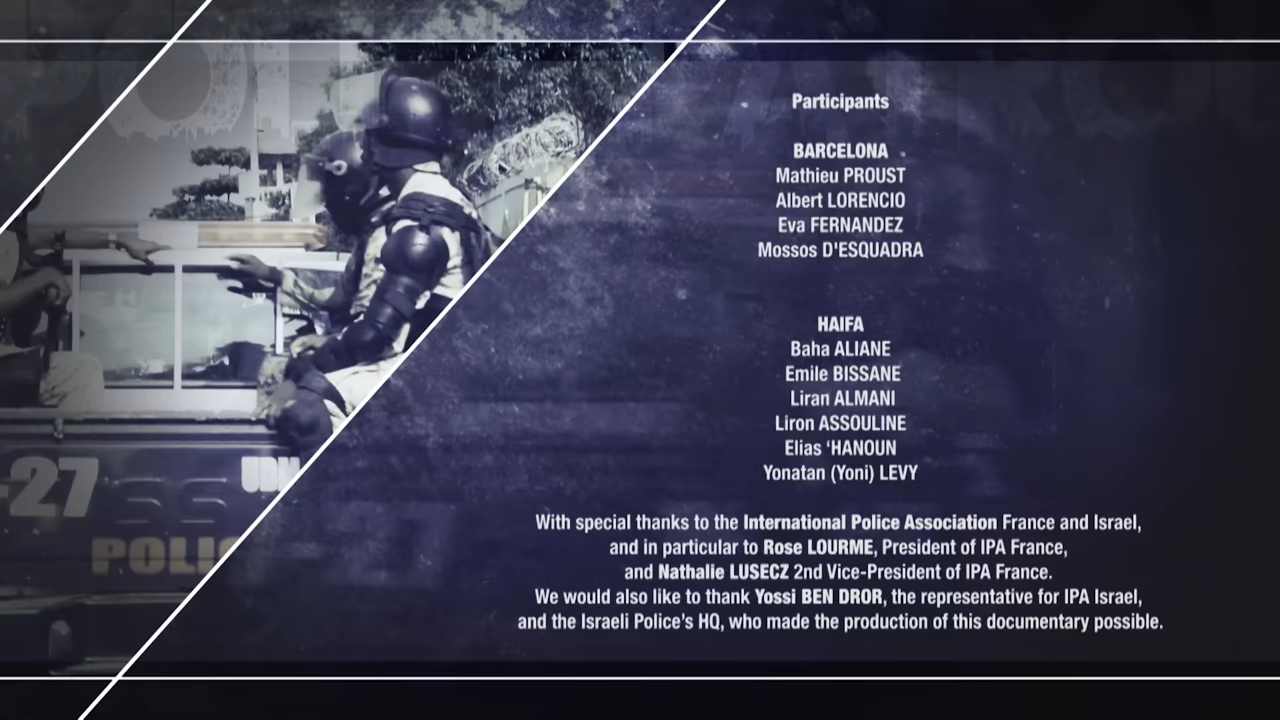 Participants
BARCELONA
Mathieu PROUST
Albert LORENCIO
Eva FERNANDEZ
Mossos D'ESQUADRA
HAIFA
Baha ALIANE
Emile BISSANE
Liran ALMANI
Liron ASSOULINE
Elias ‘HANOUN
Yonatan (Yoni) LEVY
With special thanks to the International Police Association France and Israel,
and in particular to Rose LOURME, President of IPA France,
and Nathalie LUSECZ 2nd Vice-President of IPA France.
We would also like to thank Yossi BEN DROR, the representative for IPA Israel,
and the Israeli Police’s HQ, who made the production of this documentary possible.
-27